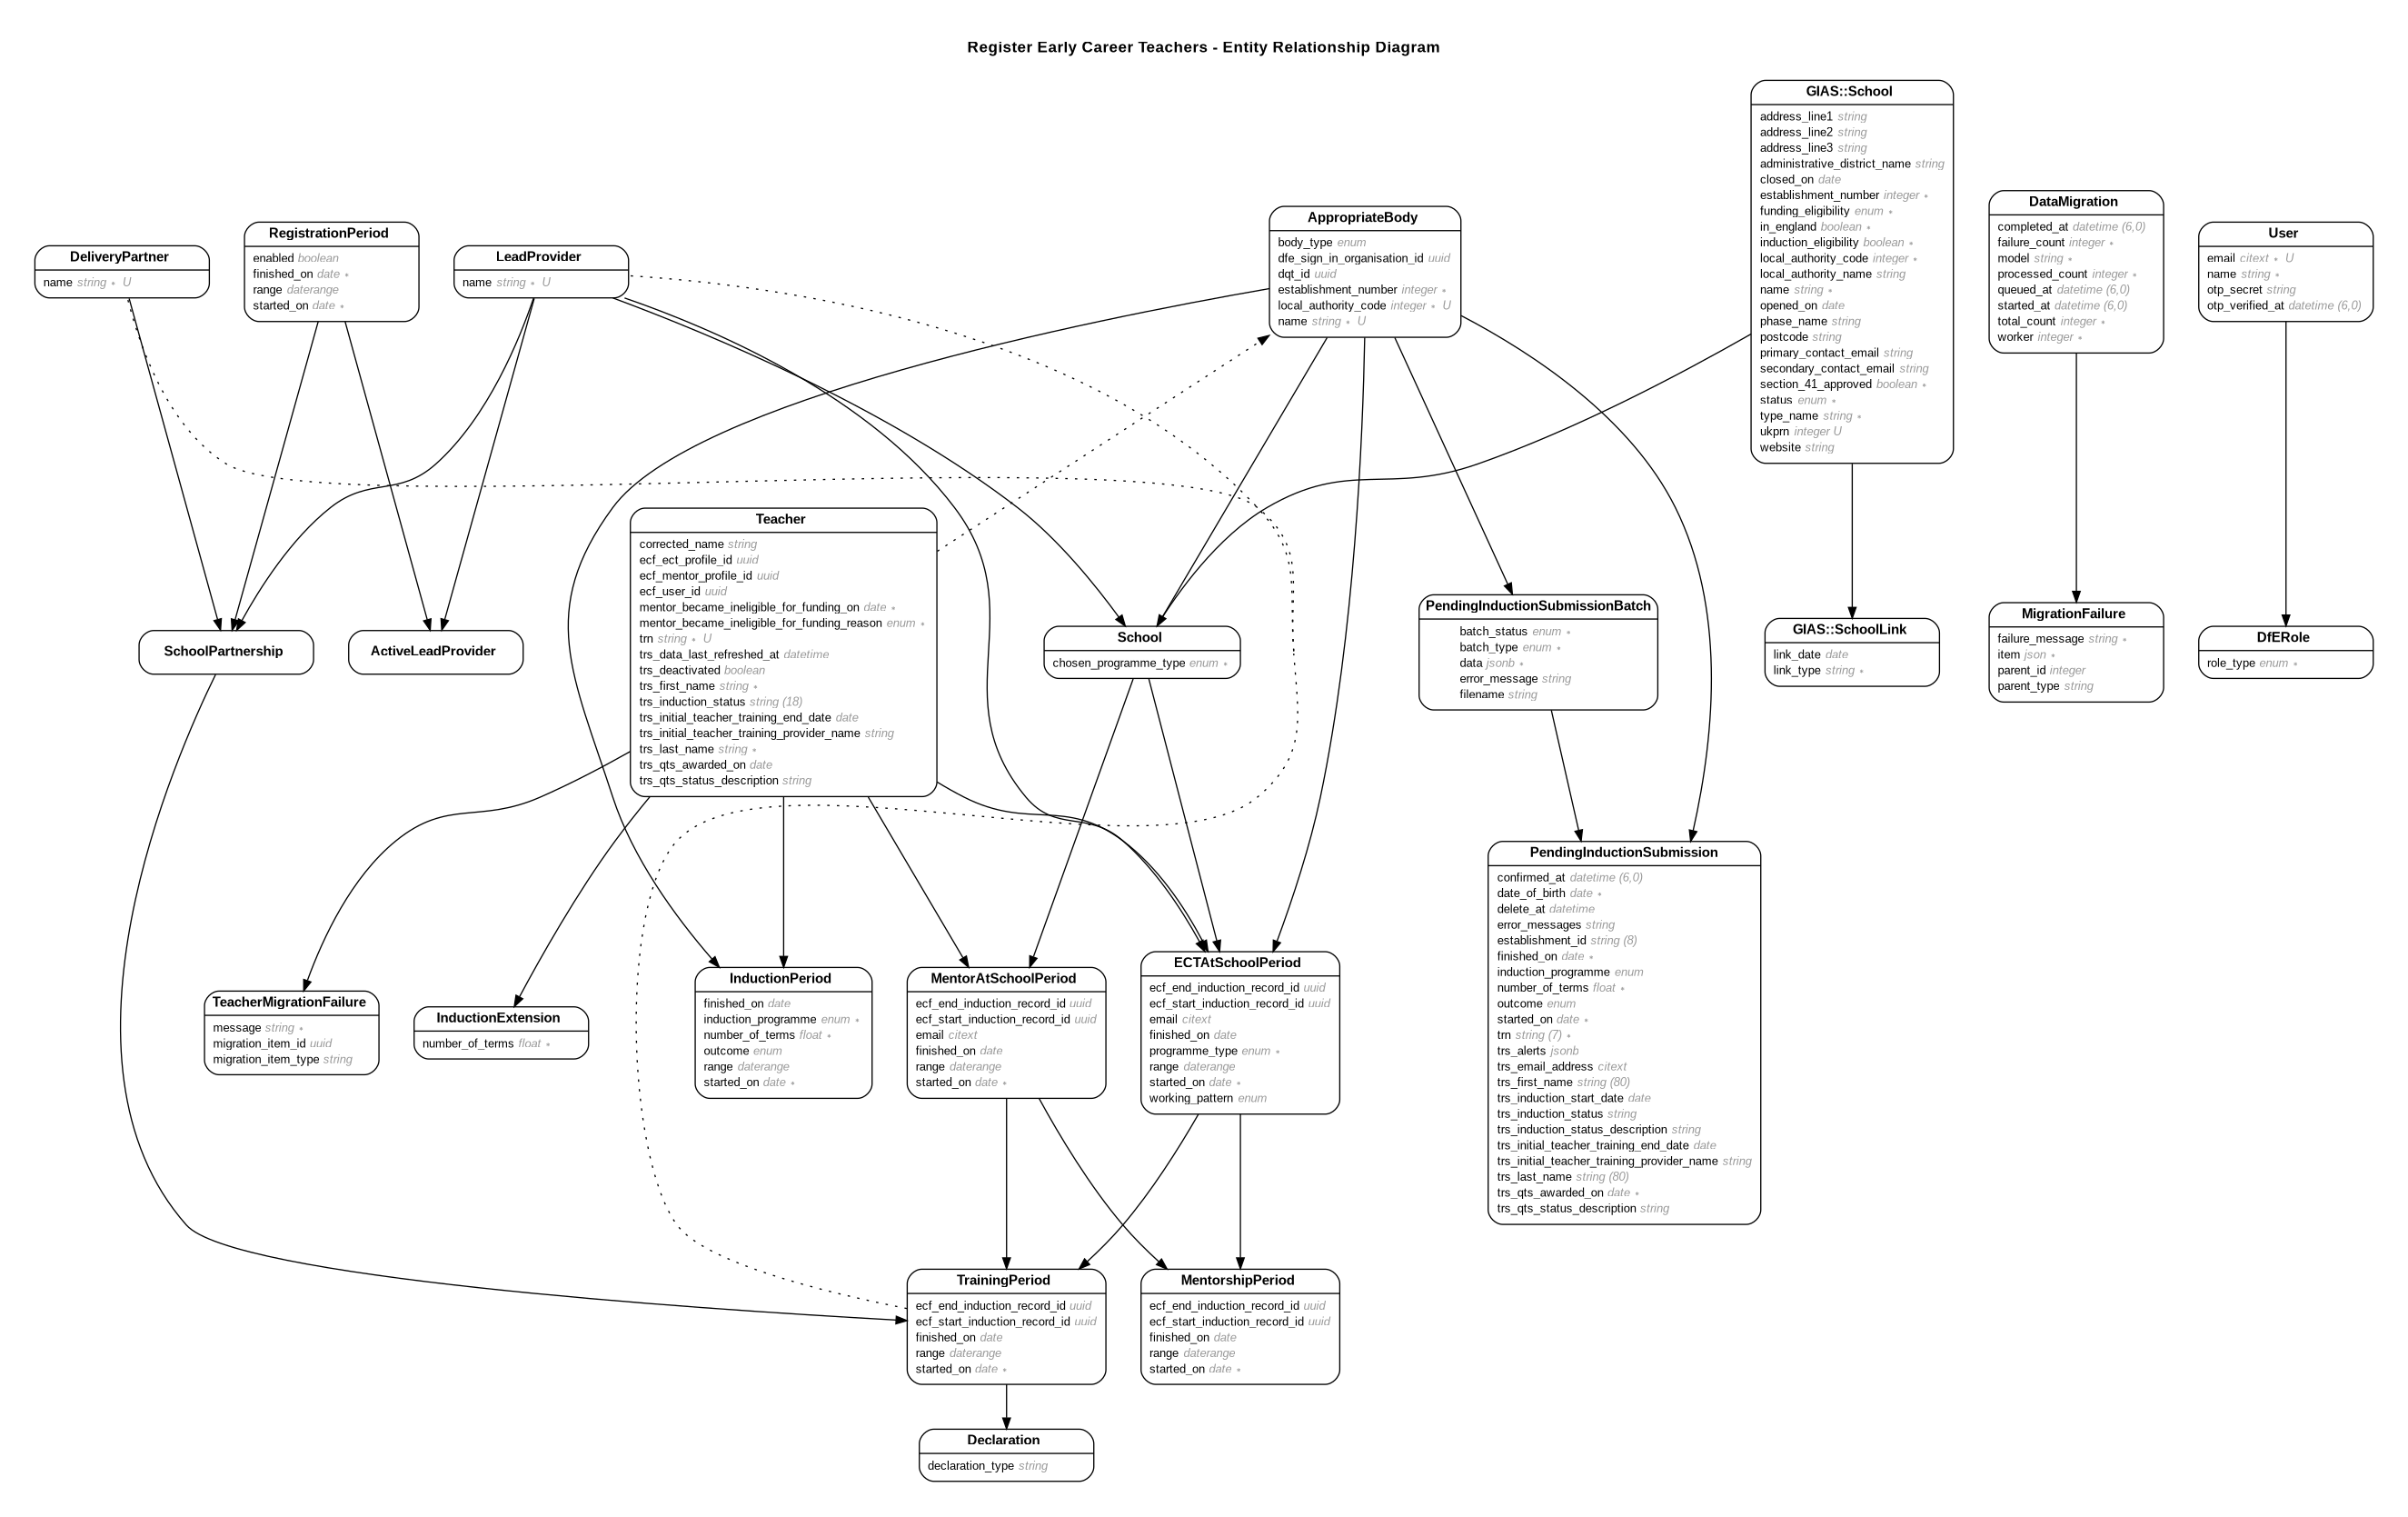 Register Early Career Teachers - Entity Relationship Diagram
DeliveryPartner
name string ∗ U
RegistrationPeriod
enabled boolean
finished_on date ∗
range daterange
started_on date ∗
LeadProvider
name string ∗ U
AppropriateBody
body_type enum
dfe_sign_in_organisation_id uuid
dqt_id uuid
establishment_number integer ∗
local_authority_code integer ∗ U
name string ∗ U
GIAS::School
address_line1 string
address_line2 string
address_line3 string
administrative_district_name string
closed_on date
establishment_number integer ∗
funding_eligibility enum ∗
in_england boolean ∗
induction_eligibility boolean ∗
local_authority_code integer ∗
local_authority_name string
name string ∗
opened_on date
phase_name string
postcode string
primary_contact_email string
secondary_contact_email string
section_41_approved boolean ∗
status enum ∗
type_name string ∗
ukprn integer U
website string
DataMigration
completed_at datetime (6,0)
failure_count integer ∗
model string ∗
processed_count integer ∗
queued_at datetime (6,0)
started_at datetime (6,0)
total_count integer ∗
worker integer ∗
User
email citext ∗ U
name string ∗
otp_secret string
otp_verified_at datetime (6,0)
SchoolPartnership
ActiveLeadProvider
Teacher
corrected_name string
ecf_ect_profile_id uuid
ecf_mentor_profile_id uuid
ecf_user_id uuid
mentor_became_ineligible_for_funding_on date ∗
mentor_became_ineligible_for_funding_reason enum ∗
trn string ∗ U
trs_data_last_refreshed_at datetime
trs_deactivated boolean
trs_first_name string ∗
trs_induction_status string (18)
trs_initial_teacher_training_end_date date
trs_initial_teacher_training_provider_name string
trs_last_name string ∗
trs_qts_awarded_on date
trs_qts_status_description string
School
chosen_programme_type enum ∗
PendingInductionSubmissionBatch
batch_status enum ∗
batch_type enum ∗
data jsonb ∗
error_message string
filename string
GIAS::SchoolLink
link_date date
link_type string ∗
MigrationFailure
failure_message string ∗
item json ∗
parent_id integer
parent_type string
DfERole
role_type enum ∗
TeacherMigrationFailure
message string ∗
migration_item_id uuid
migration_item_type string
InductionExtension
number_of_terms float ∗
InductionPeriod
finished_on date
induction_programme enum ∗
number_of_terms float ∗
outcome enum
range daterange
started_on date ∗
MentorAtSchoolPeriod
ecf_end_induction_record_id uuid
ecf_start_induction_record_id uuid
email citext
finished_on date
range daterange
started_on date ∗
ECTAtSchoolPeriod
ecf_end_induction_record_id uuid
ecf_start_induction_record_id uuid
email citext
finished_on date
programme_type enum ∗
range daterange
started_on date ∗
working_pattern enum
PendingInductionSubmission
confirmed_at datetime (6,0)
date_of_birth date ∗
delete_at datetime
error_messages string
establishment_id string (8)
finished_on date ∗
induction_programme enum
number_of_terms float ∗
outcome enum
started_on date ∗
trn string (7) ∗
trs_alerts jsonb
trs_email_address citext
trs_first_name string (80)
trs_induction_start_date date
trs_induction_status string
trs_induction_status_description string
trs_initial_teacher_training_end_date date
trs_initial_teacher_training_provider_name string
trs_last_name string (80)
trs_qts_awarded_on date ∗
trs_qts_status_description string
TrainingPeriod
ecf_end_induction_record_id uuid
ecf_start_induction_record_id uuid
finished_on date
range daterange
started_on date ∗
MentorshipPeriod
ecf_end_induction_record_id uuid
ecf_start_induction_record_id uuid
finished_on date
range daterange
started_on date ∗
Declaration
declaration_type string